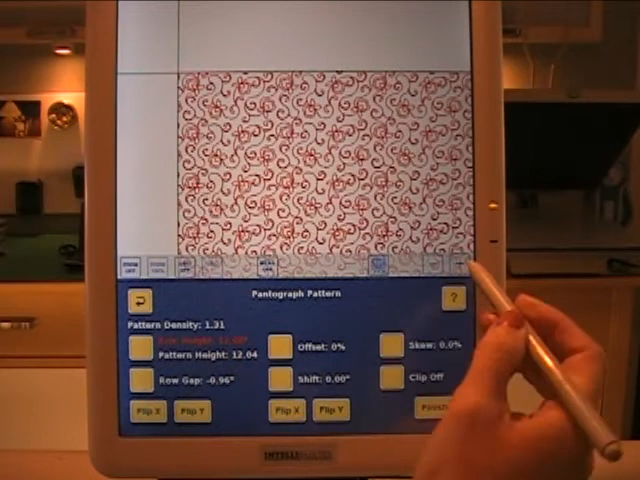 Pantograph Pattern
?
Pattern Density: 1.31
Pattern Height: 12.04
Offset: 0%
Skew: 0.0%
Row Gap: -0.96"
Shift: 0.00"
Clip Off
Flip X
Flip Y
Flip X
Flip Y
Finish